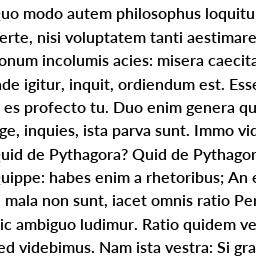 uo modo autem philosophus loquitu
erte, nisi voluptatem tanti aestimare
onum incolumis acies: misera caecita
de igitur, inquit, ordiendum est. Esse
es profecto tu. Duo enim genera qu
ge, inquies, ista parva sunt. Immo vid
uid de Pythagora? Quid de Pythagor
uippe: habes enim a rhetoribus; An e
mala non sunt, iacet omnis ratio Per
ic ambiguo ludimur. Ratio quidem ve
ed videbimus. Nam ista vestra: Si gra